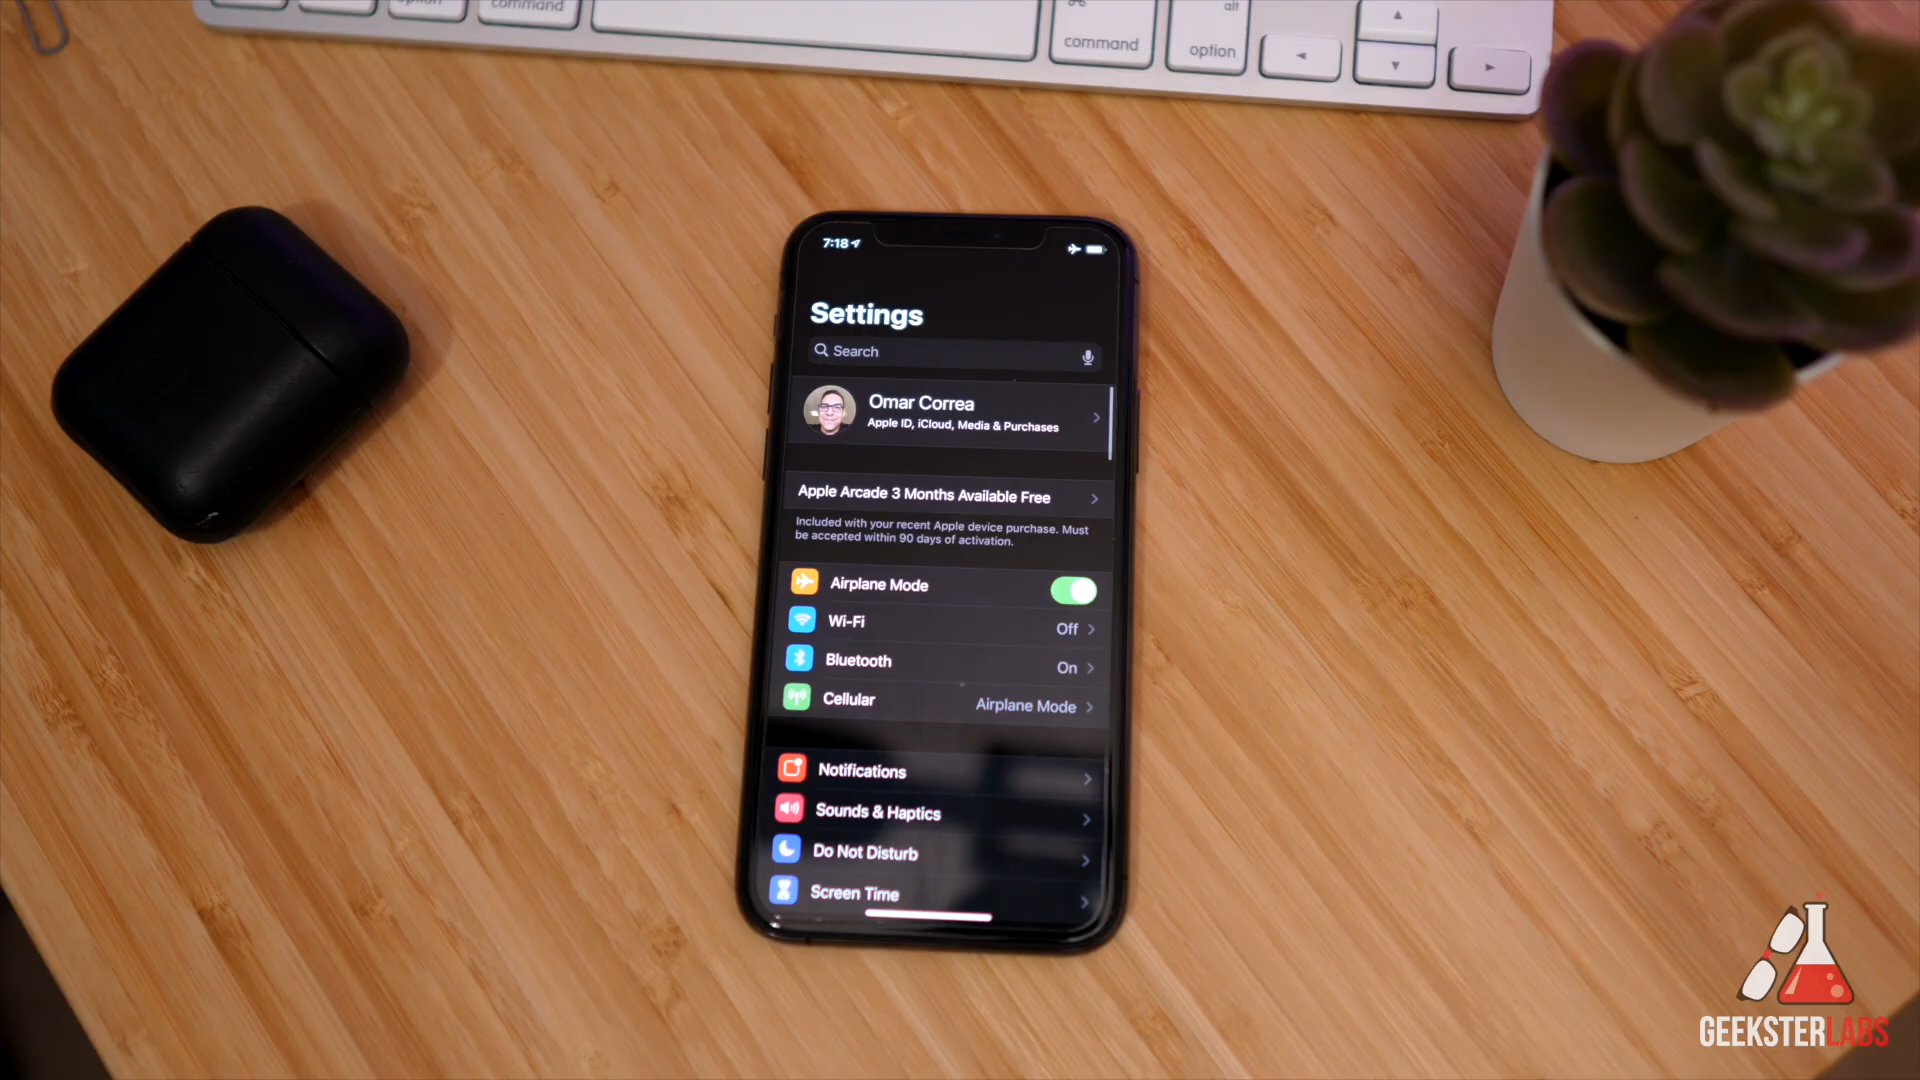 option
command
command
alt
option
7:18
Settings
Search
Omar Correa
Apple ID, iCloud, Media & Purchases
Apple Arcade 3 Months Available Free
Included with your recent Apple device purchase. Must
be accepted within 90 days of activation.
Airplane Mode
Wi-Fi Off
Bluetooth On
Cellular Airplane Mode
Notifications
Sounds & Haptics
Do Not Disturb
Screen Time
GEEKSTERLABS